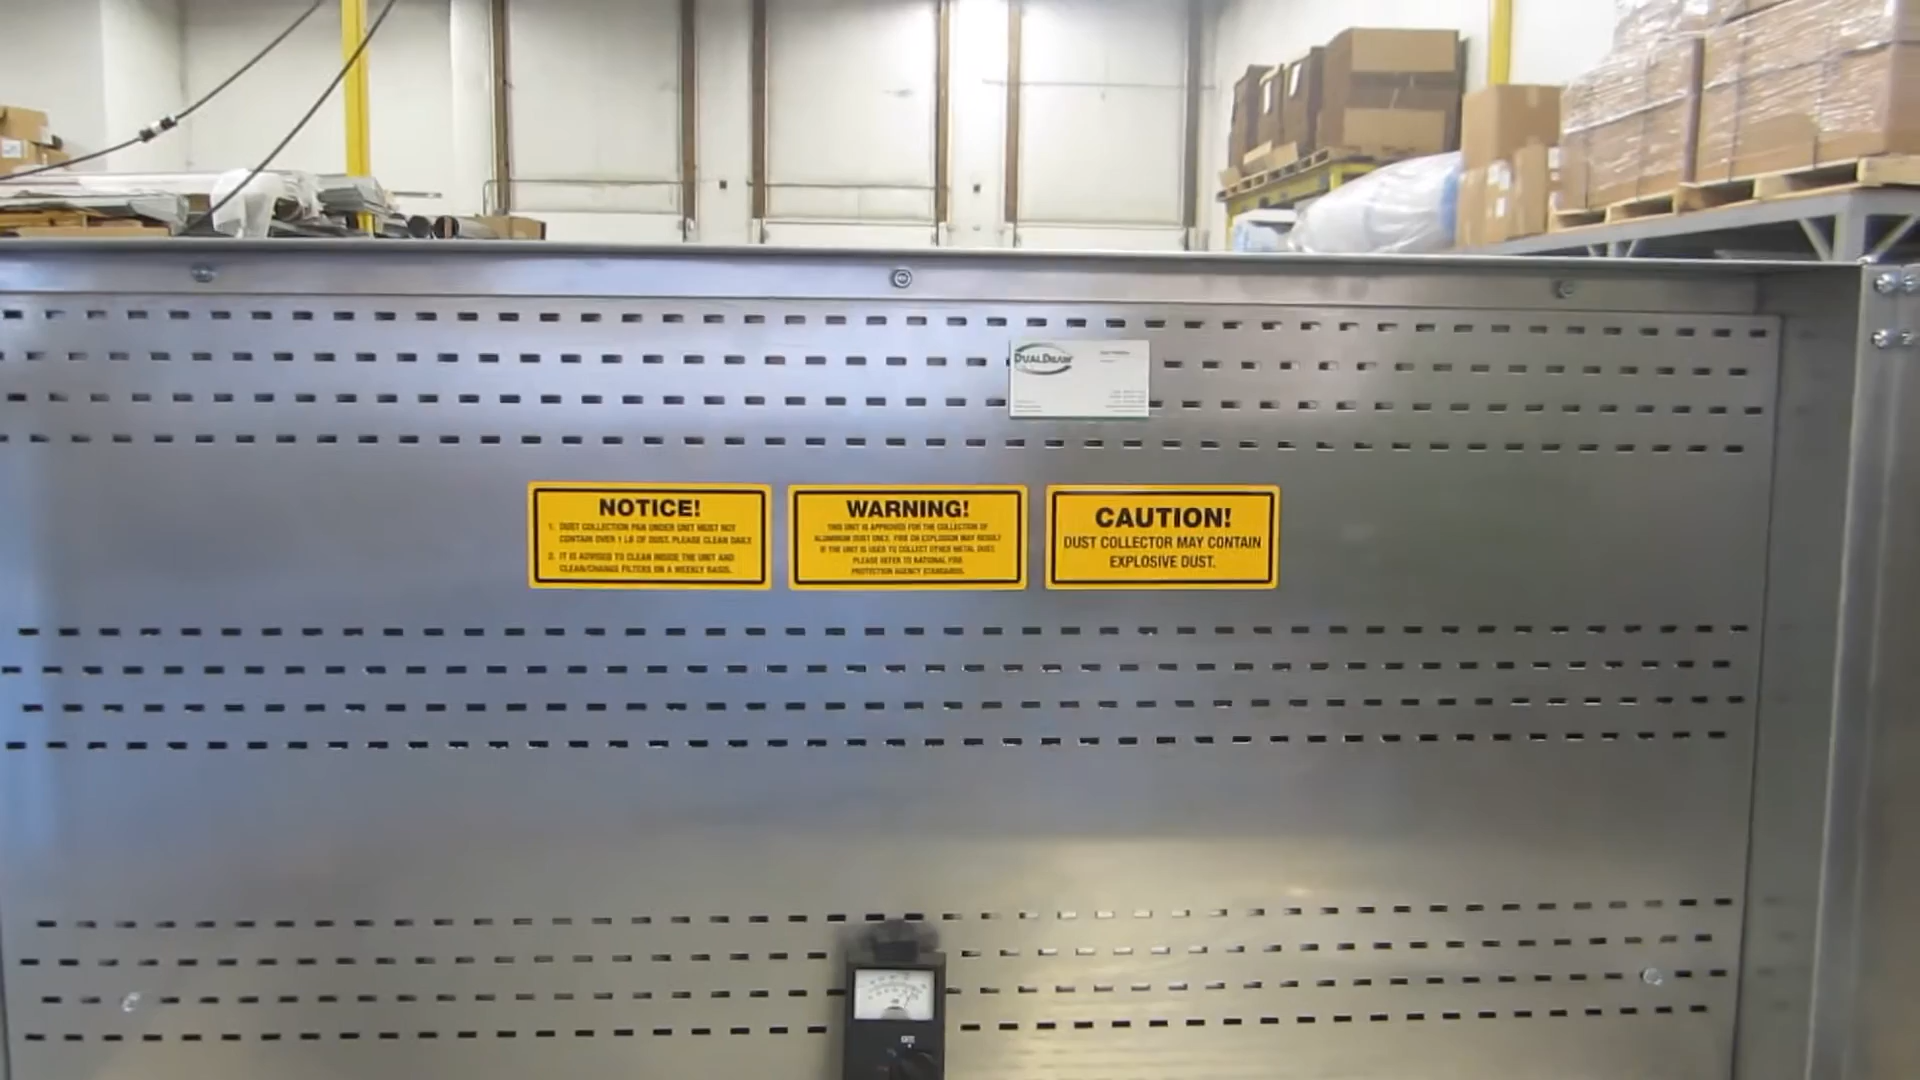 DUALDRAW
NOTICE!
1. DUST COLLECTION PAN UNDER UNIT MUST NOT
CONTAIN OVER 1 LB OF DUST. PLEASE CLEAN DAILY.
2. IT IS ADVISED TO CLEAN INSIDE THE UNIT AND
CLEAN/CHANGE FILTERS ON A WEEKLY BASIS.
WARNING!
THIS UNIT IS APPROVED FOR THE COLLECTION OF
ALUMINUM DUST ONLY. FIRE OR EXPLOSION MAY RESULT
IF THE UNIT IS USED TO COLLECT OTHER METAL DUST.
PLEASE REFER TO NATIONAL FIRE
PROTECTION AGENCY STANDARDS.
CAUTION!
DUST COLLECTOR MAY CONTAIN
EXPLOSIVE DUST.